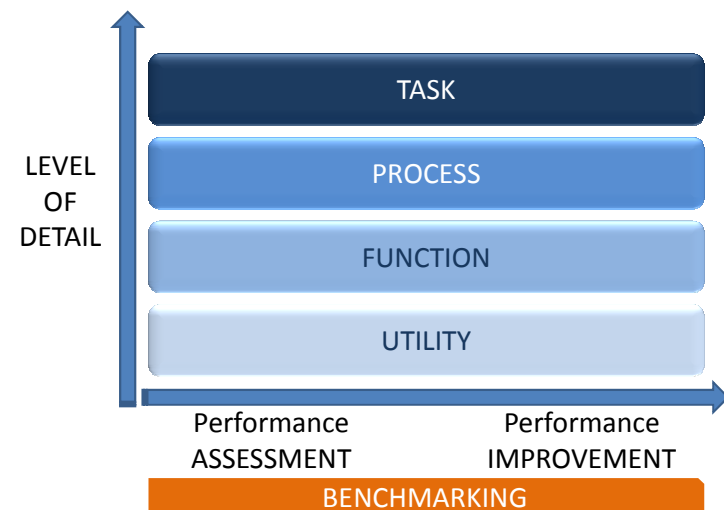 TASK
LEVEL
OF
DETAIL
PROCESS
FUNCTION
UTILITY
Performance
ASSESSMENT
Performance
IMPROVEMENT
BENCHMARKING